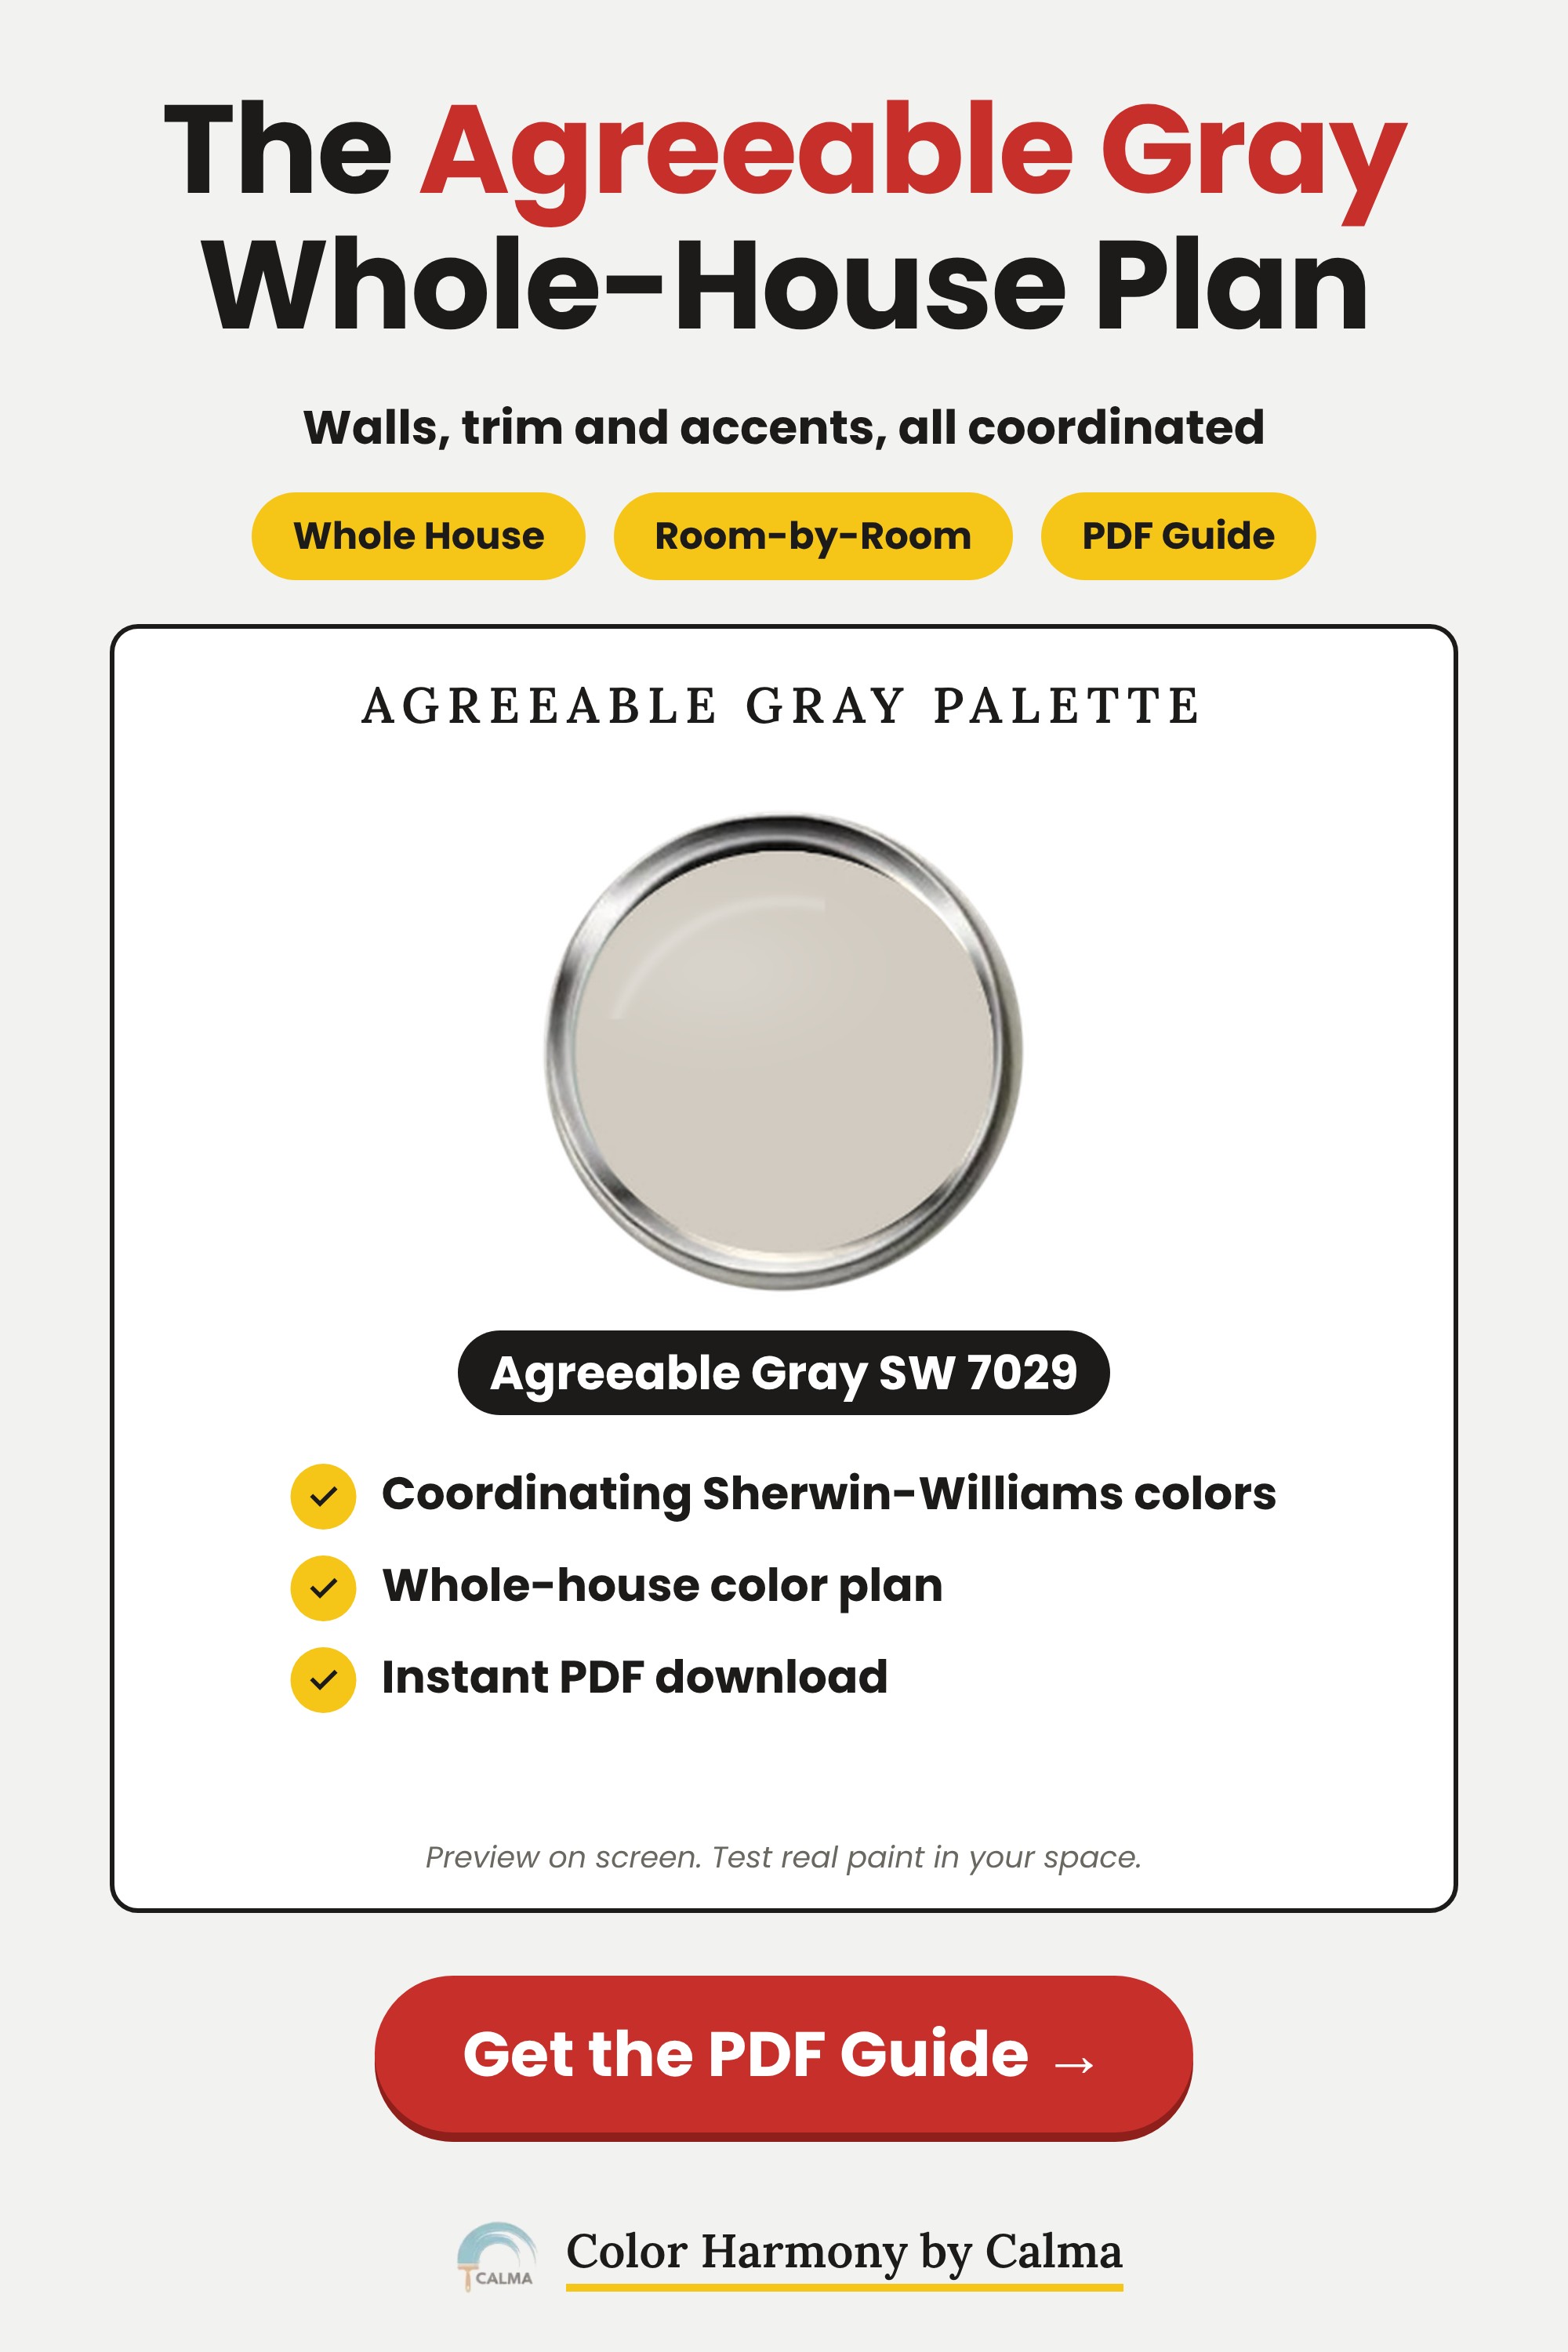 The Agreeable Gray
Whole-House Plan
Walls, trim and accents, all coordinated
Whole House
Room-by-Room
PDF Guide
AGREEABLE GRAY PALETTE
Agreeable Gray SW 7029
Coordinating Sherwin-Williams colors
Whole-house color plan
Instant PDF download
Preview on screen. Test real paint in your space.
Get the PDF Guide →
CALMA
Color Harmony by Calma